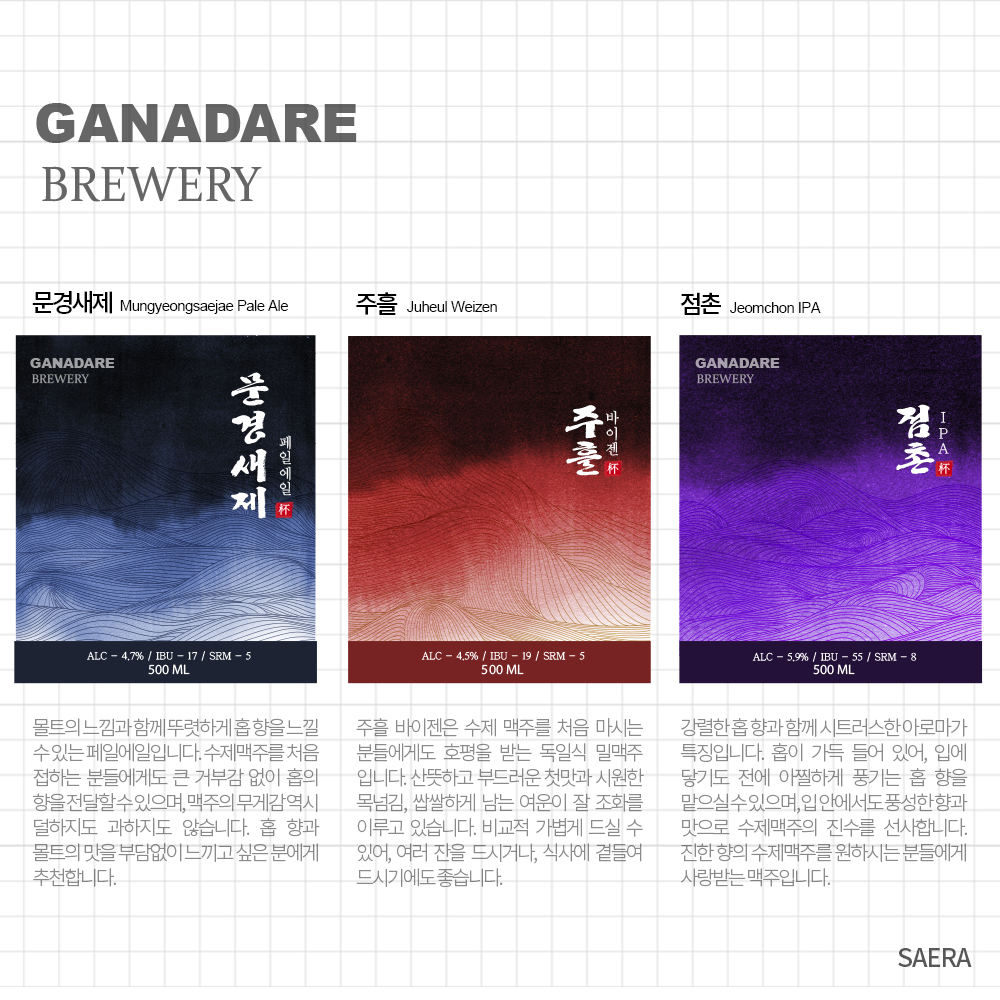 GANADARE
BREWERY
문경새제 Mungyeongsaejae Pale Ale
GANADARE
BREWERY
문경새제
페일에일
杯
ALC - 4.7% / IBU - 17 / SRM - 5
500 ML
몰트의 느낌과 함께 뚜렷하게 홉 향을 느낄
수 있는 페일에일입니다. 수제맥주를 처음
접하는 분들에게도 큰 거부감 없이 홉의
향을 전달할 수 있으며, 맥주의 무게감 역시
덜하지도 과하지도 않습니다. 홉 향과
몰트의 맛을 부담없이 느끼고 싶은 분에게
추천합니다.
주흘 Juheul Weizen
주흘
바이젠
杯
ALC - 4.5% / IBU - 19 / SRM - 5
500 ML
주흘 바이젠은 수제 맥주를 처음 마시는
분들에게도 호평을 받는 독일식 밀맥주
입니다. 산뜻하고 부드러운 첫맛과 시원한
목넘김, 쌉쌀하게 남는 여운이 잘 조화를
이루고 있습니다. 비교적 가볍게 드실 수
있어, 여러 잔을 드시거나, 식사에 곁들여
드시기에도 좋습니다.
점촌 Jeomchon IPA
GANADARE
BREWERY
점촌
IPA
杯
ALC - 5.9% / IBU - 55 / SRM - 8
500 ML
강렬한 홉 향과 함께 시트러스한 아로마가
특징입니다. 홉이 가득 들어 있어, 입에
닿기도 전에 아찔하게 풍기는 홉 향을
맡으실 수 있으며, 입 안에서도 풍성한 향과
맛으로 수제맥주의 진수를 선사합니다.
진한 향의 수제맥주를 원하시는 분들에게
사랑받는 맥주입니다.
SAERA